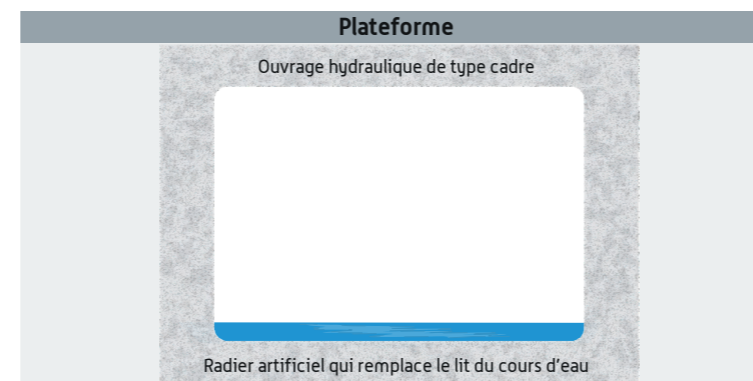 Plateforme
Ouvrage hydraulique de type cadre
Radier artificiel qui remplace le lit du cours d'eau